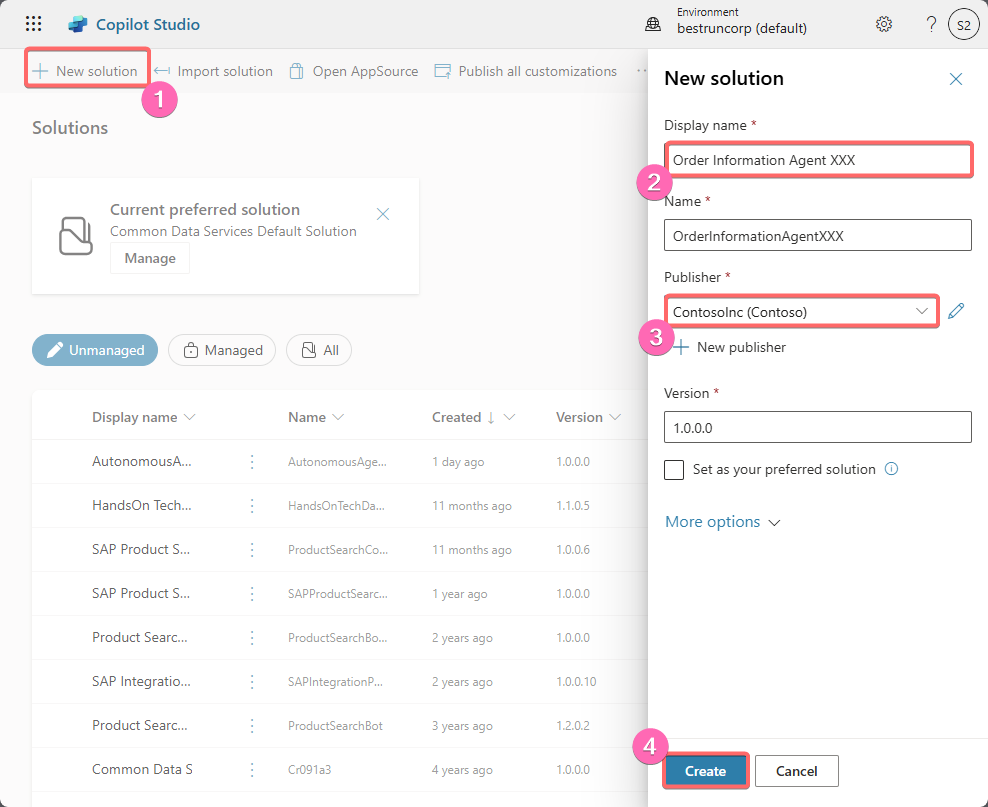 Copilot Studio
Environment
bestruncorp (default)
?
S2
New solution
Import solution
Open AppSource
Publish all customizations
...
1
Solutions
Current preferred solution
Common Data Services Default Solution
Manage
Unmanaged
Managed
All
Display name
Name
Created ↓
Version
AutonomousA...
AutonomousAge...
1 day ago
1.0.0.0
HandsOn Tech...
HandsOnTechDa...
11 months ago
1.1.0.5
SAP Product S...
ProductSearchCo...
11 months ago
1.0.0.6
SAP Product S...
SAPProductSearc...
1 year ago
1.0.0.0
Product Searc...
ProductSearchBo...
2 years ago
1.0.0.0
SAP Integratio...
SAPIntegrationP...
2 years ago
1.0.0.10
Product Searc...
ProductSearchBot
3 years ago
1.2.0.2
Common Data S
Cr091a3
4 years ago
1.0.0.0
New solution
Display name *
Order Information Agent XXX
2
Name *
OrderInformationAgentXXX
Publisher *
ContosoInc (Contoso)
3
New publisher
Version *
1.0.0.0
Set as your preferred solution
More options
4
Create
Cancel